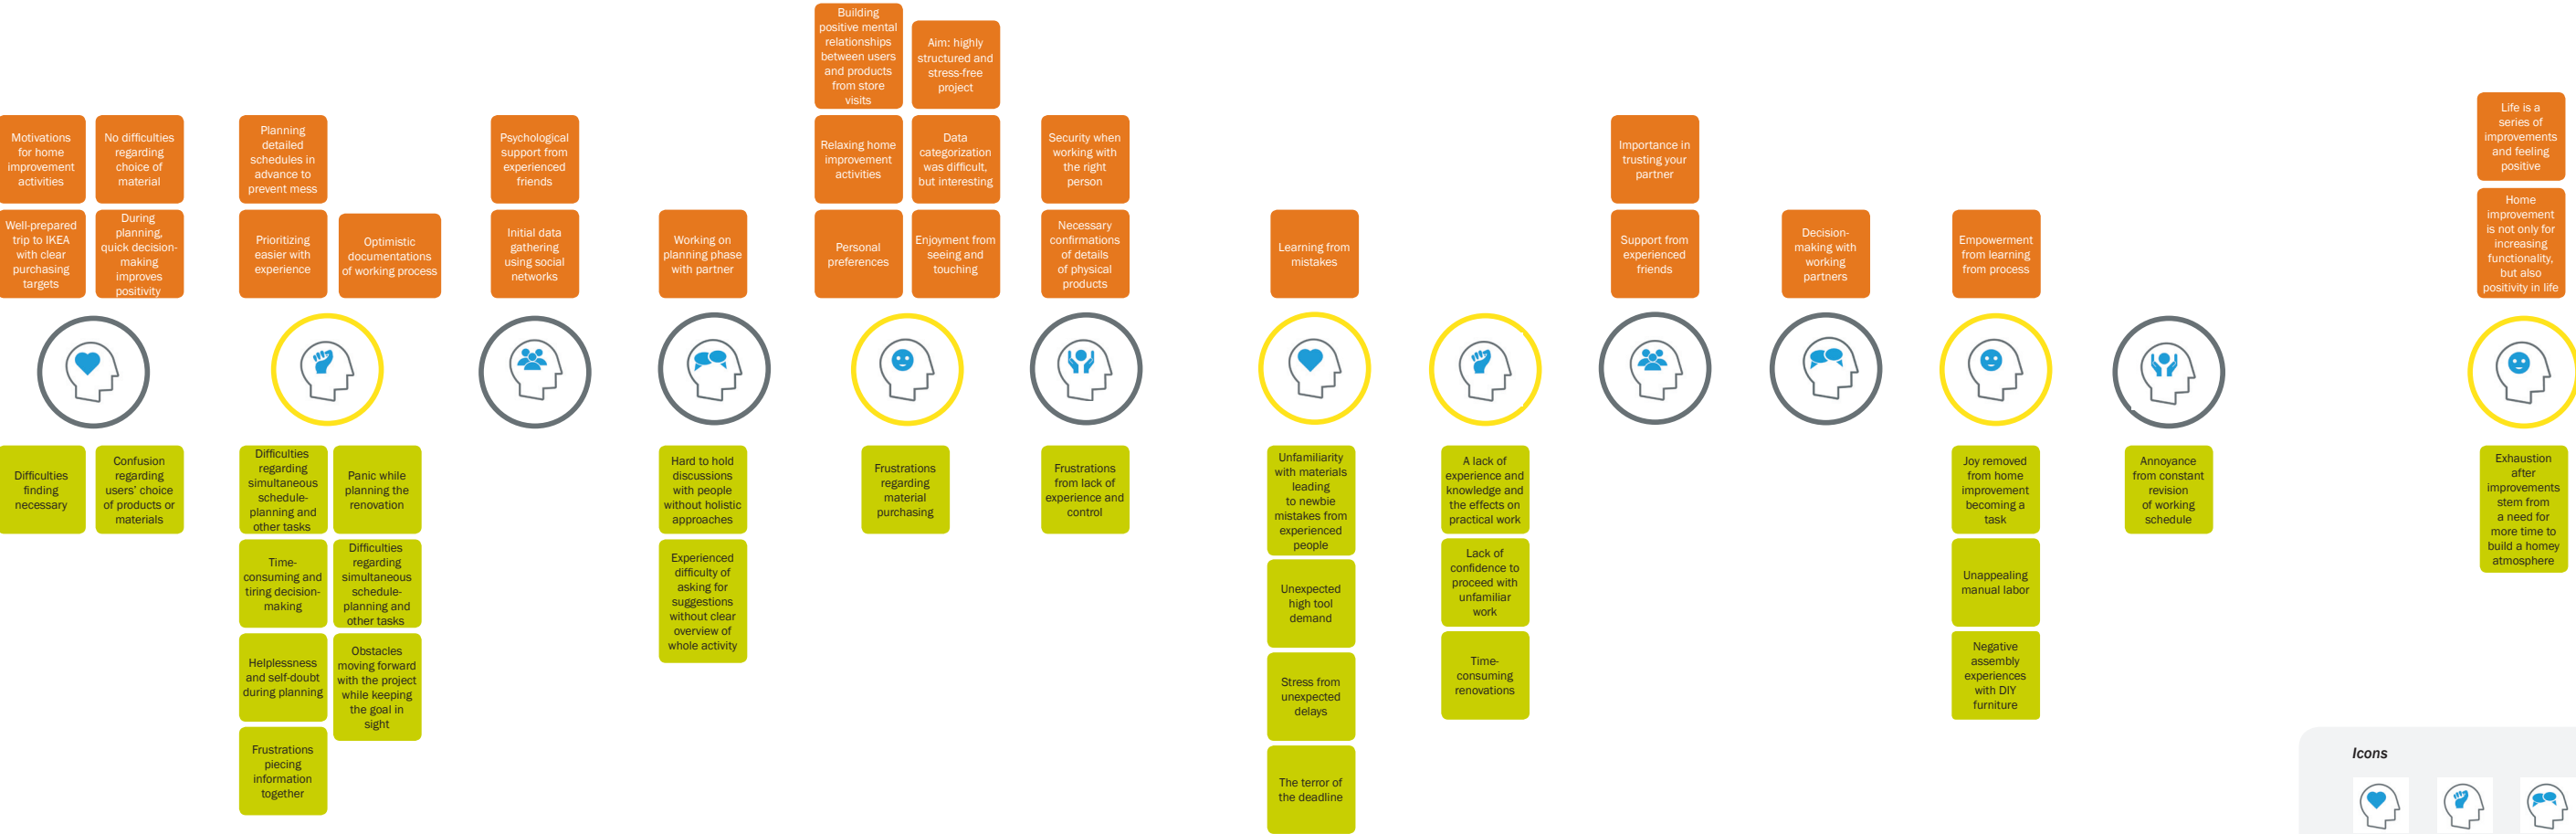 Motivations
for home
improvement
activities
No difficulties
regarding
choice of
material
Well-prepared
trip to IKEA
with clear
purchasing
targets
During
planning,
quick decision-
making
improves
positivity
Difficulties
finding
necessary
Confusion
regarding
users' choice
of products or
materials
Planning
detailed
schedules in
advance to
prevent mess
Prioritizing
easier with
experience
Optimistic
documentations
of working process
Difficulties
regarding
simultaneous
schedule-
planning and
other tasks
Panic while
planning the
renovation
Time-
consuming and
tiring decision-
making
Difficulties
regarding
simultaneous
schedule-
planning and
other tasks
Helplessness
and self-doubt
during planning
Obstacles
moving forward
with the project
while keeping
the goal in
sight
Frustrations
piecing
information
together
Psychological
support from
experienced
friends
Initial data
gathering
using social
networks
Working on
planning phase
with partner
Hard to hold
discussions
with people
without holistic
approaches
Experienced
difficulty of
asking for
suggestions
without clear
overview of
whole activity
Building
positive mental
relationships
between users
and products
from store
visits
Aim: highly
structured and
stress-free
project
Relaxing home
improvement
activities
Data
categorization
was difficult,
but interesting
Personal
preferences
Enjoyment from
seeing and
touching
Frustrations
regarding
material
purchasing
Security when
working with
the right
person
Necessary
confirmations
of details
of physical
products
Frustrations
from lack of
experience and
control
Learning from
mistakes
Unfamiliarity
with materials
leading
to newbie
mistakes from
experienced
people
Unexpected
high tool
demand
Stress from
unexpected
delays
The terror of
the deadline
A lack of
experience and
knowledge and
the effects on
practical work
Lack of
confidence to
proceed with
unfamiliar
work
Time-
consuming
renovations
Importance in
trusting your
partner
Support from
experienced
friends
Decision-
making with
working
partners
Empowerment
from learning
from process
Joy removed
from home
improvement
becoming a
task
Unappealing
manual labor
Negative
assembly
experiences
with DIY
furniture
Annoyance
from constant
revision
of working
schedule
Life is a
series of
improvements
and feeling
positive
Home
improvement
is not only for
increasing
functionality,
but also
positivity in life
Exhaustion
after
improvements
stem from
a need for
more time to
build a homey
atmosphere
Icons